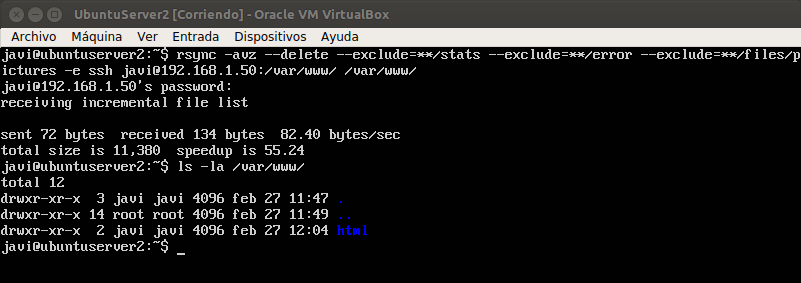 UbuntuServer2 [Corriendo] - Oracle VM VirtualBox
Archivo Máquina Ver Entrada Dispositivos Ayuda
javi@ubuntuserver2:~$ rsync -avz --delete --exclude=**/stats --exclude=**/error --exclude=**/files/p
ictures -e ssh javi@192.168.1.50:/var/www/ /var/www/
javi@192.168.1.50's password:
receiving incremental file list
sent 72 bytes  received 134 bytes  82.40 bytes/sec
total size is 11,380  speedup is 55.24
javi@ubuntuserver2:~$ ls -la /var/www/
total 12
drwxr-xr-x  3 javi javi 4096 feb 27 11:47 .
drwxr-xr-x 14 root root 4096 feb 27 11:49 ..
drwxr-xr-x  2 javi javi 4096 feb 27 12:04 html
javi@ubuntuserver2:~$ _